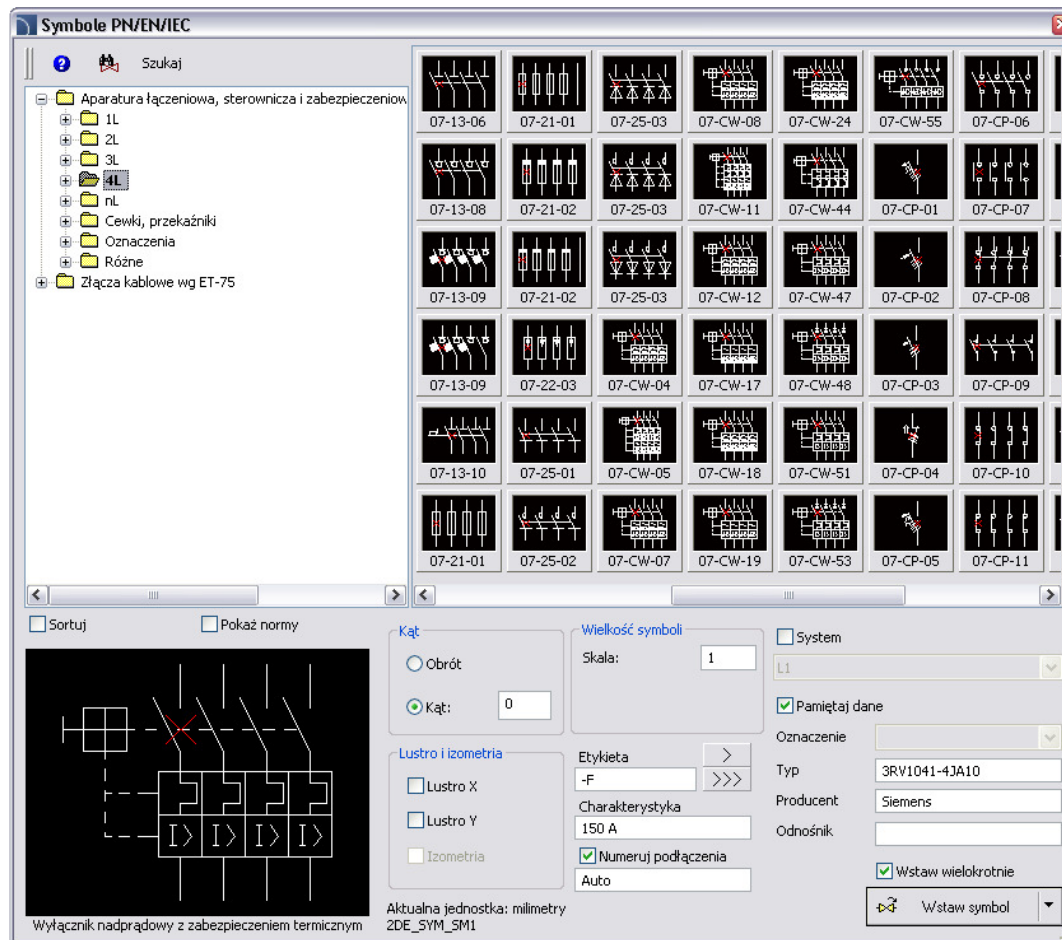 Symbole PN/EN/IEC
Szukaj
Aparatura łączeniowa, sterownicza i zabezpieczeniow
1L
2L
3L
4L
nL
Cewki, przekaźniki
Oznaczenia
Różne
Złącza kablowe wg ET-75
07-13-06 07-21-01 07-25-03 07-CW-08 07-CW-24 07-CW-55 07-CP-06
07-13-08 07-21-02 07-25-03 07-CW-11 07-CW-44 07-CP-01 07-CP-07
07-13-09 07-21-02 07-25-03 07-CW-12 07-CW-47 07-CP-02 07-CP-08
07-13-09 07-22-03 07-CW-04 07-CW-17 07-CW-48 07-CP-03 07-CP-09
07-13-10 07-25-01 07-CW-05 07-CW-18 07-CW-51 07-CP-04 07-CP-10
07-21-01 07-25-02 07-CW-07 07-CW-19 07-CW-53 07-CP-05 07-CP-11
Sortuj
Pokaż normy
I> I> I> I>
Wyłącznik nadprądowy z zabezpieczeniem termicznym
Kąt
Obrót
Kąt: 0
Lustro i izometria
Lustro X
Lustro Y
Izometria
Aktualna jednostka: milimetry
2DE_SYM_SM1
Wielkość symboli
Skala: 1
Etykieta >
-F >>>
Charakterystyka
150 A
Numeruj podłączenia
Auto
System
L1
Pamiętaj dane
Oznaczenie
Typ 3RV1041-4JA10
Producent Siemens
Odnośnik
Wstaw wielokrotnie
Wstaw symbol